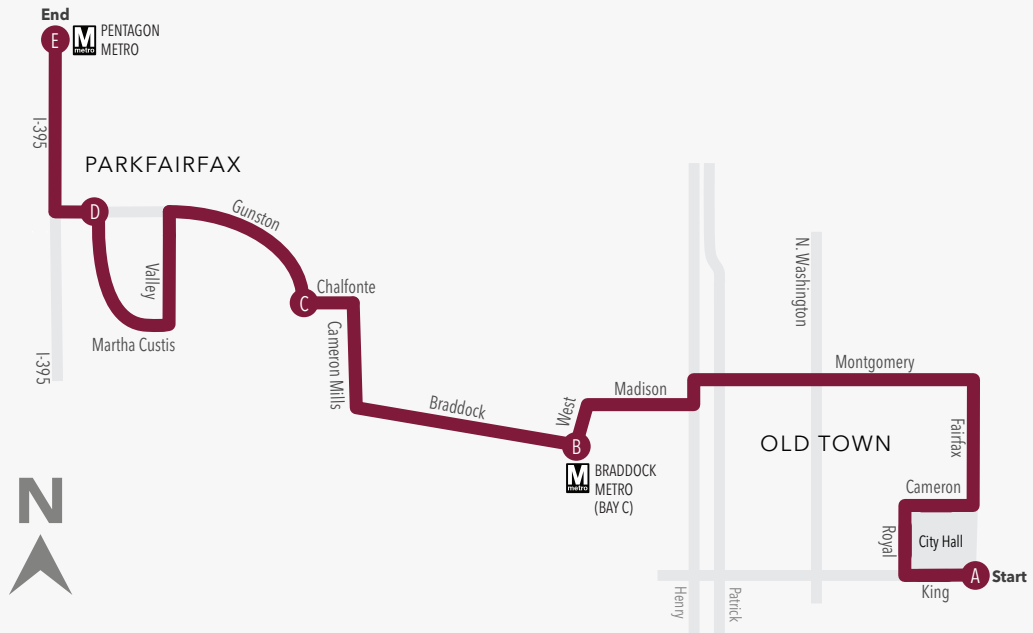 End
E
M
metro
PENTAGON
METRO
I-395
PARKFAIRFAX
D
Gunston
Valley
C
Chalfonte
Martha Custis
I-395
Cameron Mills
Braddock
West
Madison
N. Washington
Montgomery
B
M
metro
BRADDOCK
METRO
(BAY C)
OLD TOWN
Fairfax
Cameron
Royal
City Hall
A
Start
King
Henry
Patrick
N